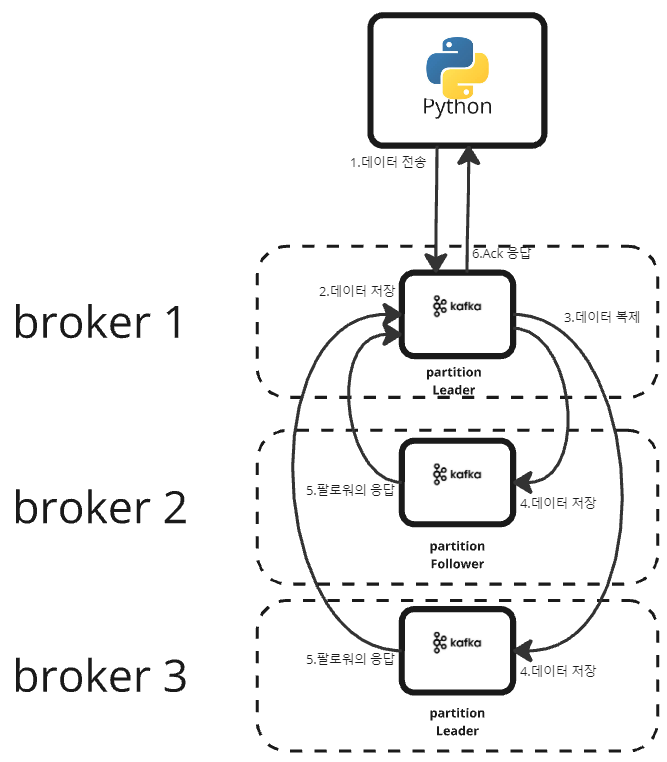 Python
1.데이터 전송
6.Ack 응답
broker 1
2.데이터 저장
kafka
3.데이터 복제
partition
Leader
broker 2
kafka
5.팔로워의 응답
4.데이터 저장
partition
Follower
broker 3
kafka
5.팔로워의 응답
4.데이터 저장
partition
Leader